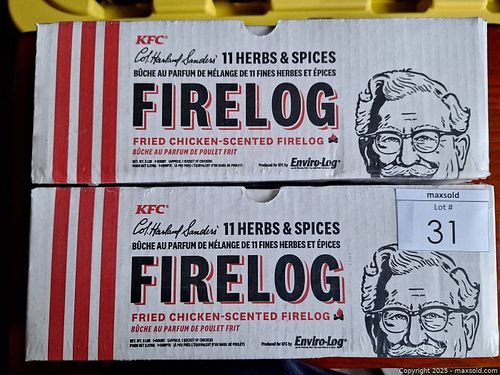 KFC®
Col. Harland Sanders' 11 HERBS & SPICES
BÛCHE AU PARFUM DE MÉLANGE DE 11 FINES HERBES ET ÉPICES
FIRELOG
FRIED CHICKEN-SCENTED FIRELOG
BÛCHE AU PARFUM DE POULET FRIT
Produced for KFC by Enviro-Log®
KFC®
Col. Harland Sanders' 11 HERBS & SPICES
BÛCHE AU PARFUM DE MÉLANGE DE 11 FINES HERBES ET ÉPICES
FIRELOG
FRIED CHICKEN-SCENTED FIRELOG
BÛCHE AU PARFUM DE POULET FRIT
Produced for KFC by Enviro-Log®
maxsold
Lot #
31
Copyright 2025 - maxsold.com